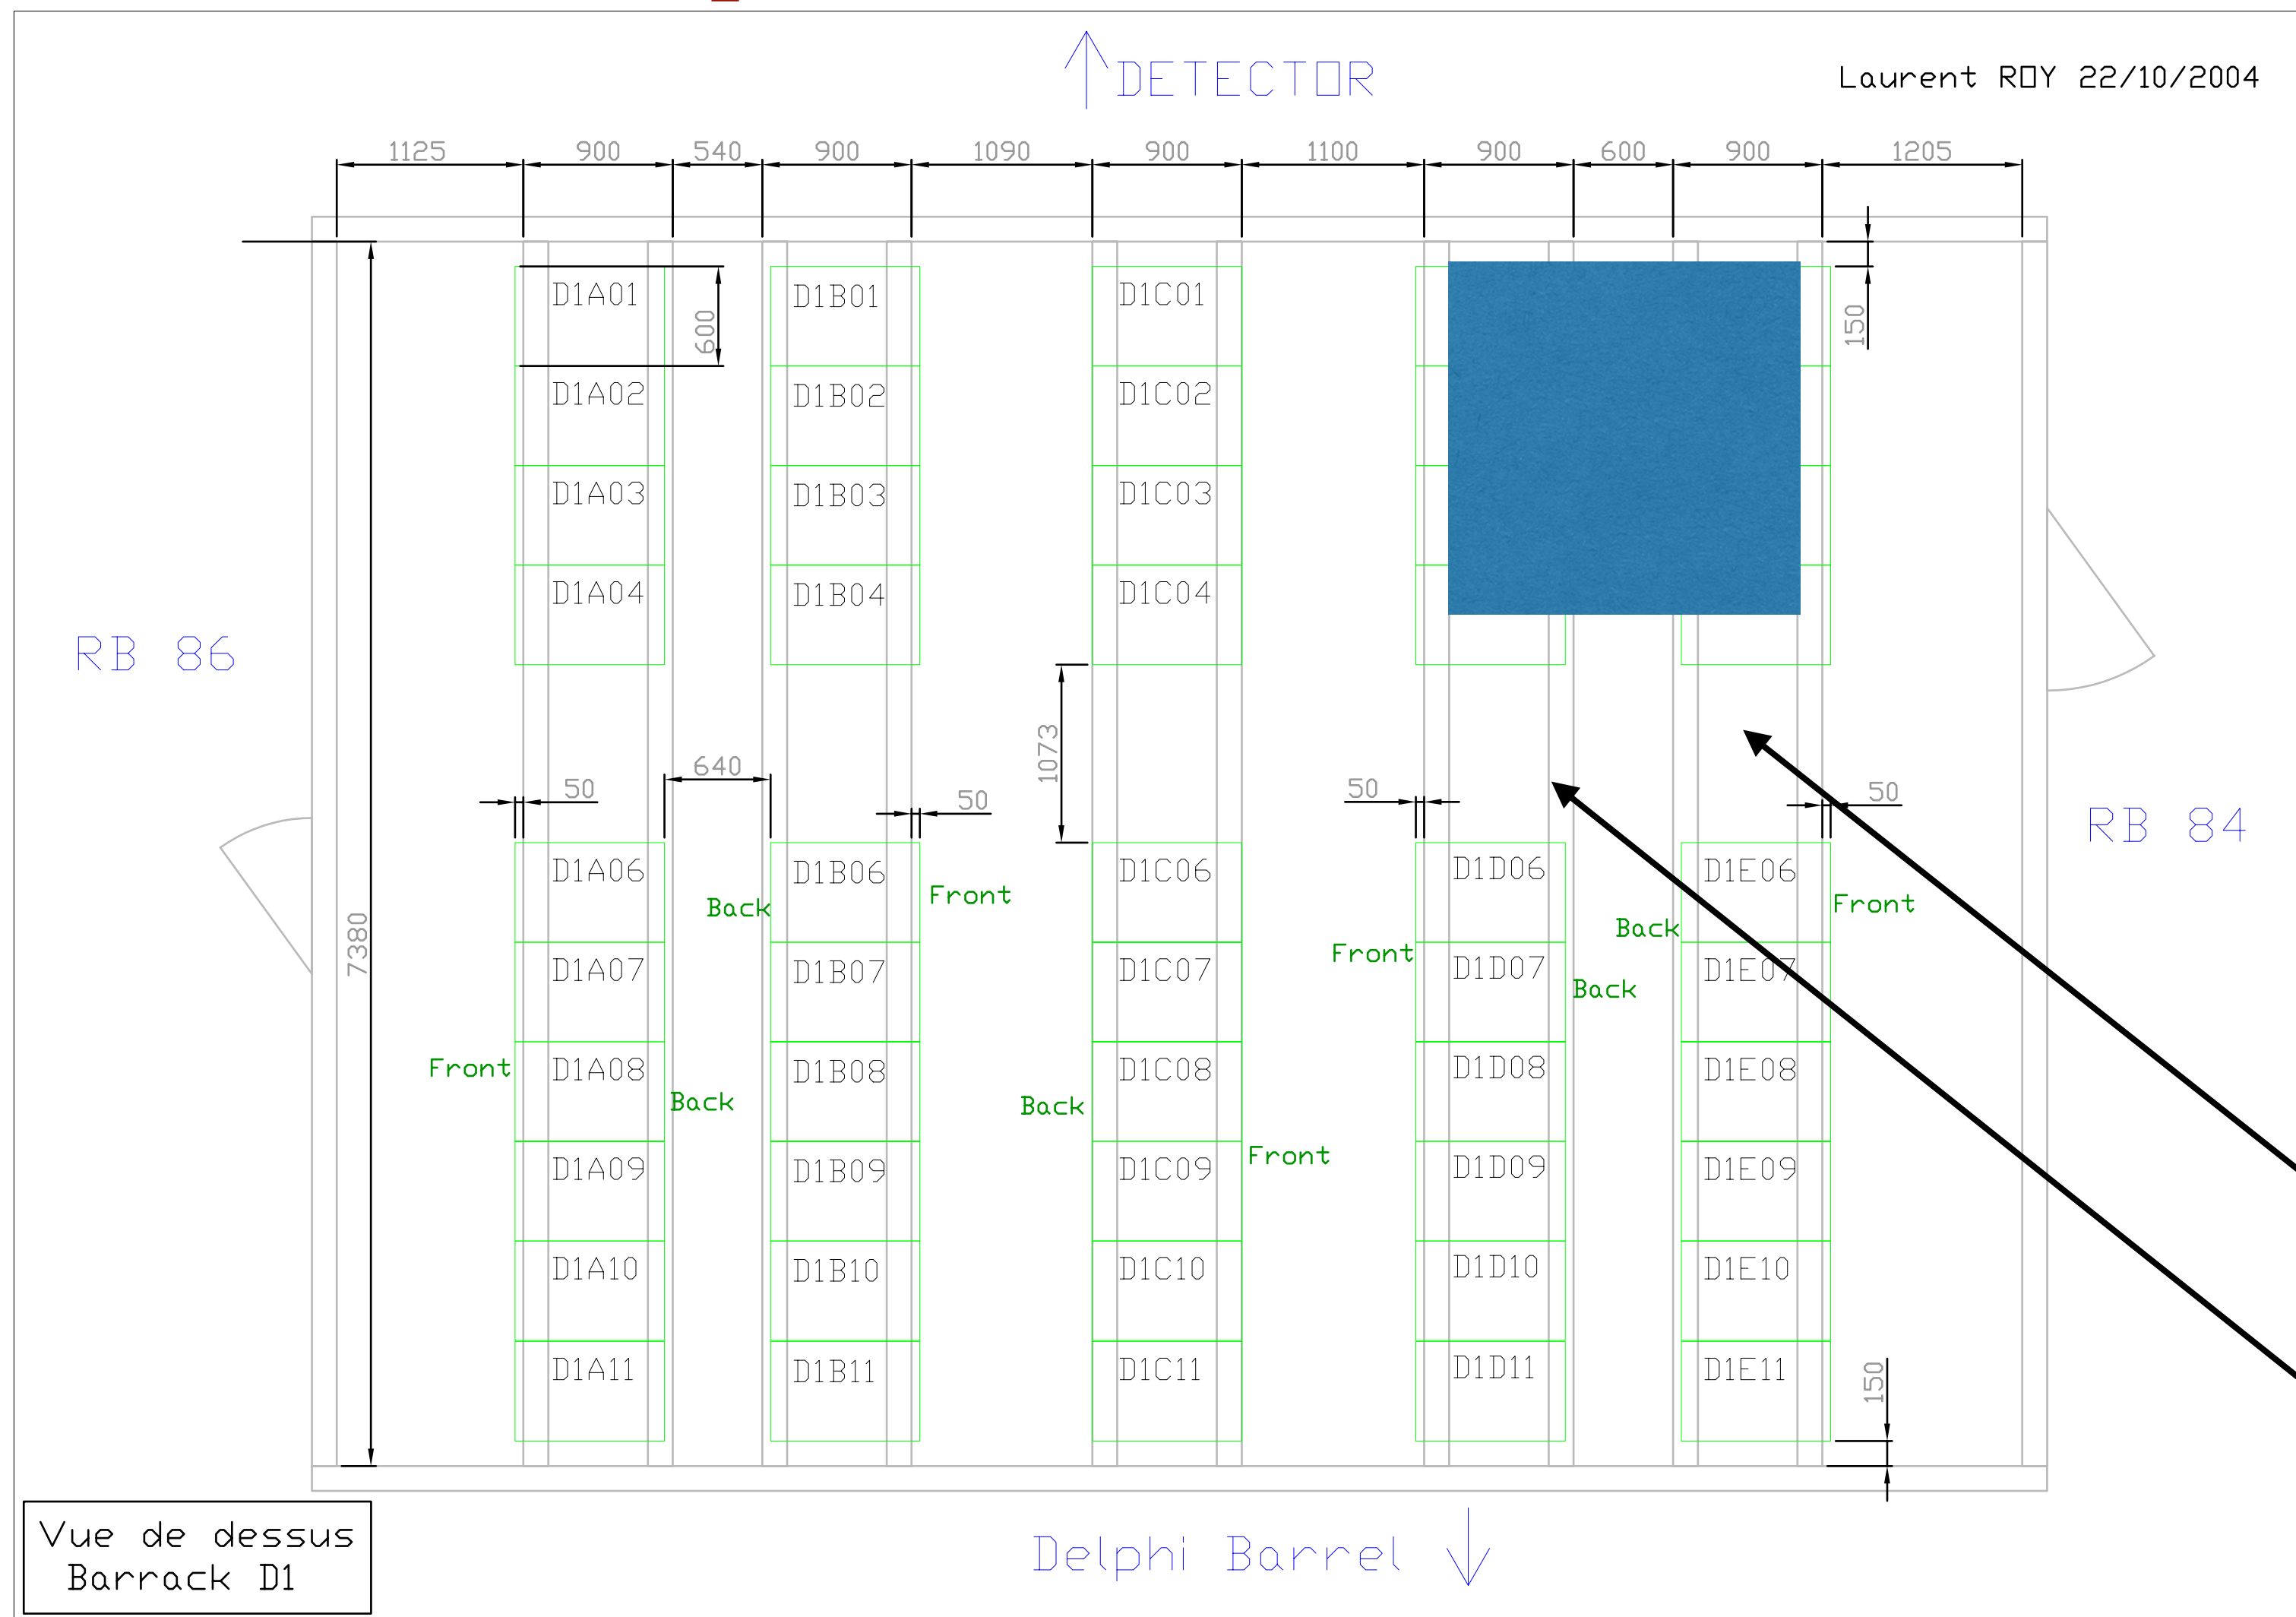 DETECTOR
Laurent ROY 22/10/2004
1125 900 540 900 1090 900 1100 900 600 900 1205
D1A01 D1B01 D1C01
600 150
D1A02 D1B02 D1C02
D1A03 D1B03 D1C03
D1A04 D1B04 D1C04
RB 86
1073
640
50 50 50 50
RB 84
7380
D1A06 D1B06 D1C06 D1D06 D1E06
Back Front Front
Back
Front
D1A07 D1B07 D1C07 D1D07 D1E07
Back
Front D1A08 D1B08 D1C08 D1D08 D1E08
Back Back
Front
D1A09 D1B09 D1C09 D1D09 D1E09
D1A10 D1B10 D1C10 D1D10 D1E10
D1A11 D1B11 D1C11 D1D11 D1E11
150
Vue de dessus
Barrack D1
Delphi Barrel